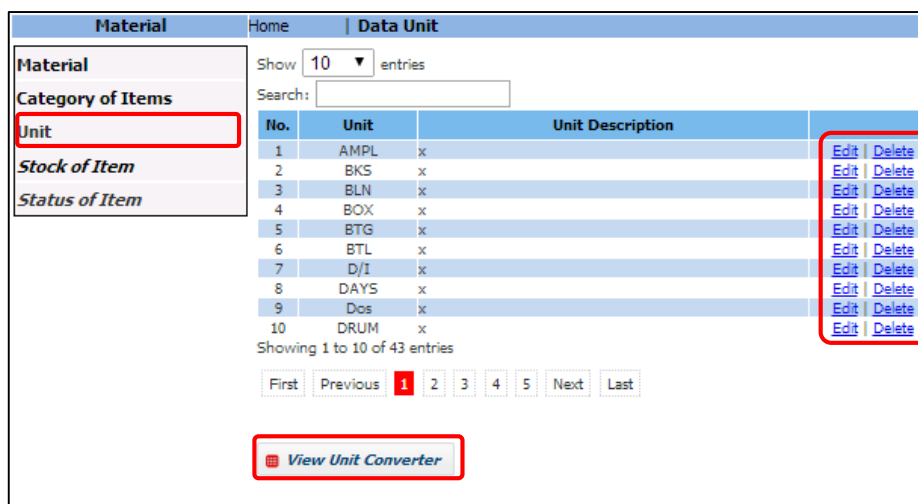 Material Home | Data Unit
Material
Category of Items
Unit
Stock of Item
Status of Item
Show 10 ▼ entries
Search:
No. Unit Unit Description
1 AMPL x Edit | Delete
2 BKS x Edit | Delete
3 BLN x Edit | Delete
4 BOX x Edit | Delete
5 BTG x Edit | Delete
6 BTL x Edit | Delete
7 D/I x Edit | Delete
8 DAYS x Edit | Delete
9 Dos x Edit | Delete
10 DRUM x Edit | Delete
Showing 1 to 10 of 43 entries
First Previous 1 2 3 4 5 Next Last
View Unit Converter